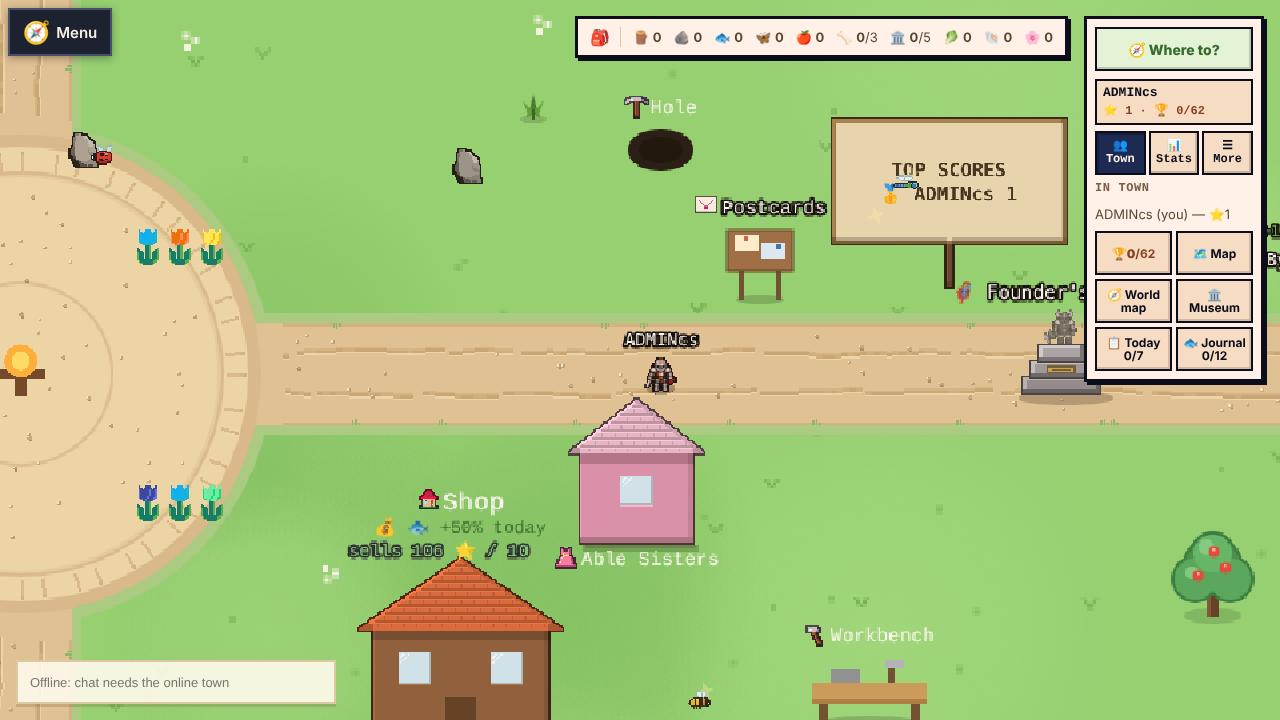 Menu
0 0 0 0 0 0/3 0/5 0 0 0
Where to?
ADMINcs
1 · 0/62
Town Stats More
IN TOWN
ADMINcs (you) — 1
0/62 Map
World map
Museum
Today 0/7
Journal 0/12
Hole
TOP SCORES
ADMINcs 1
Postcards
Founder's
ADMINcs
Shop
+50% today
sells 106 / 10
Able Sisters
Workbench
Offline: chat needs the online town